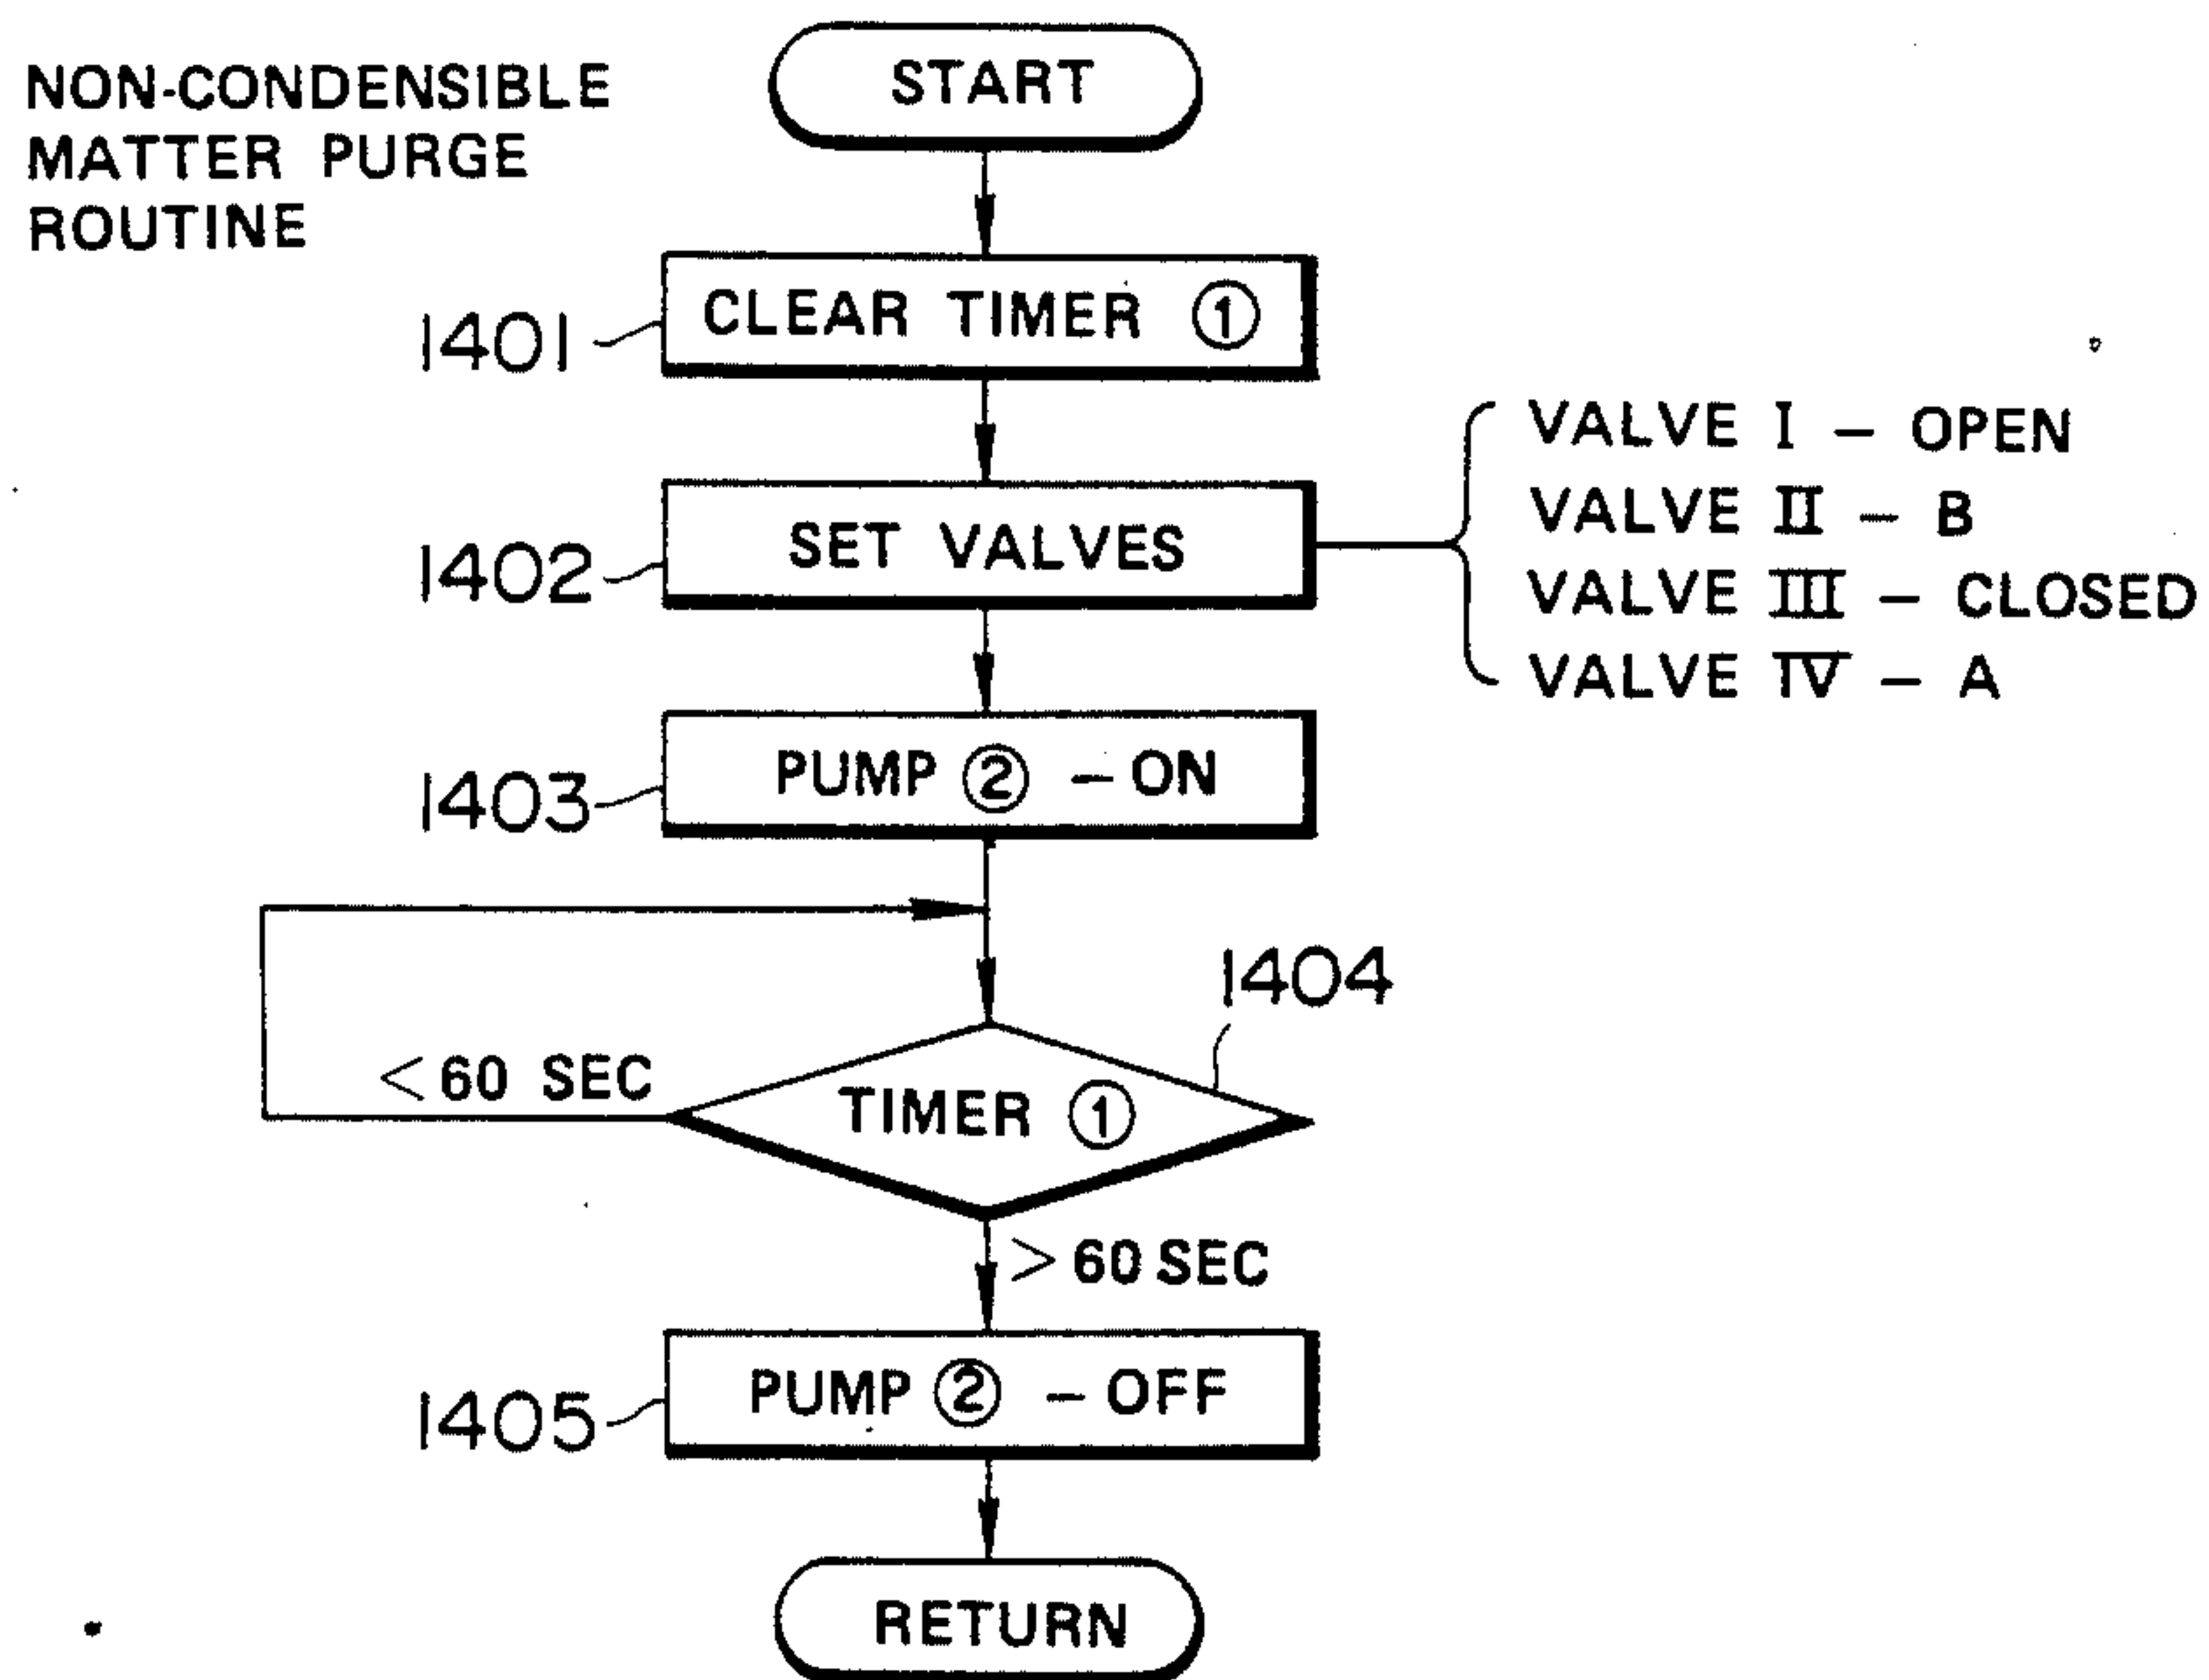 NON-CONDENSIBLE
MATTER PURGE
ROUTINE
START
1401
CLEAR TIMER ①
1402
SET VALVES
VALVE I – OPEN
VALVE II – B
VALVE III – CLOSED
VALVE IV – A
1403
PUMP ② – ON
1404
< 60 SEC
TIMER ①
> 60 SEC
1405
PUMP ② – OFF
RETURN